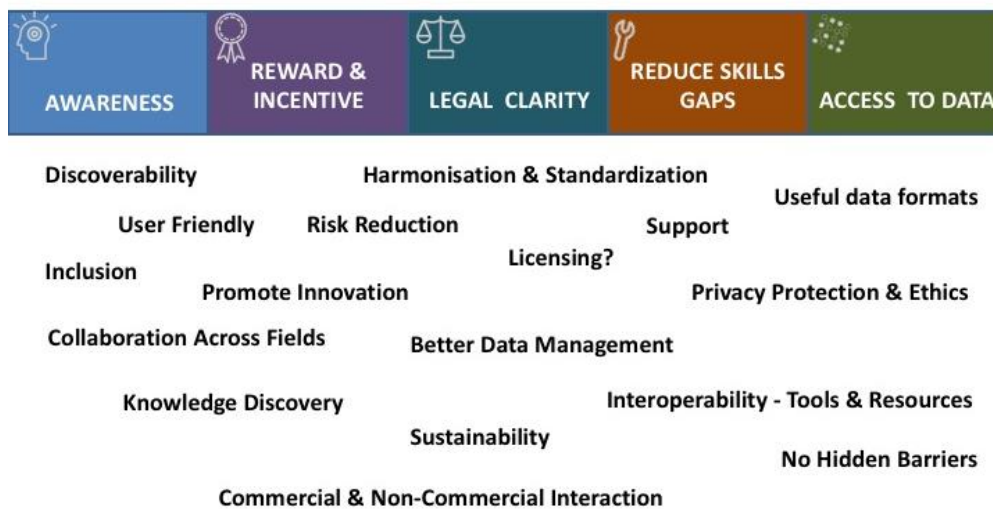 AWARENESS
REWARD &
INCENTIVE
LEGAL CLARITY
REDUCE SKILLS
GAPS
ACCESS TO DATA
Discoverability
Harmonisation & Standardization
Useful data formats
User Friendly
Risk Reduction
Support
Licensing?
Inclusion
Promote Innovation
Privacy Protection & Ethics
Collaboration Across Fields
Better Data Management
Knowledge Discovery
Interoperability - Tools & Resources
Sustainability
No Hidden Barriers
Commercial & Non-Commercial Interaction